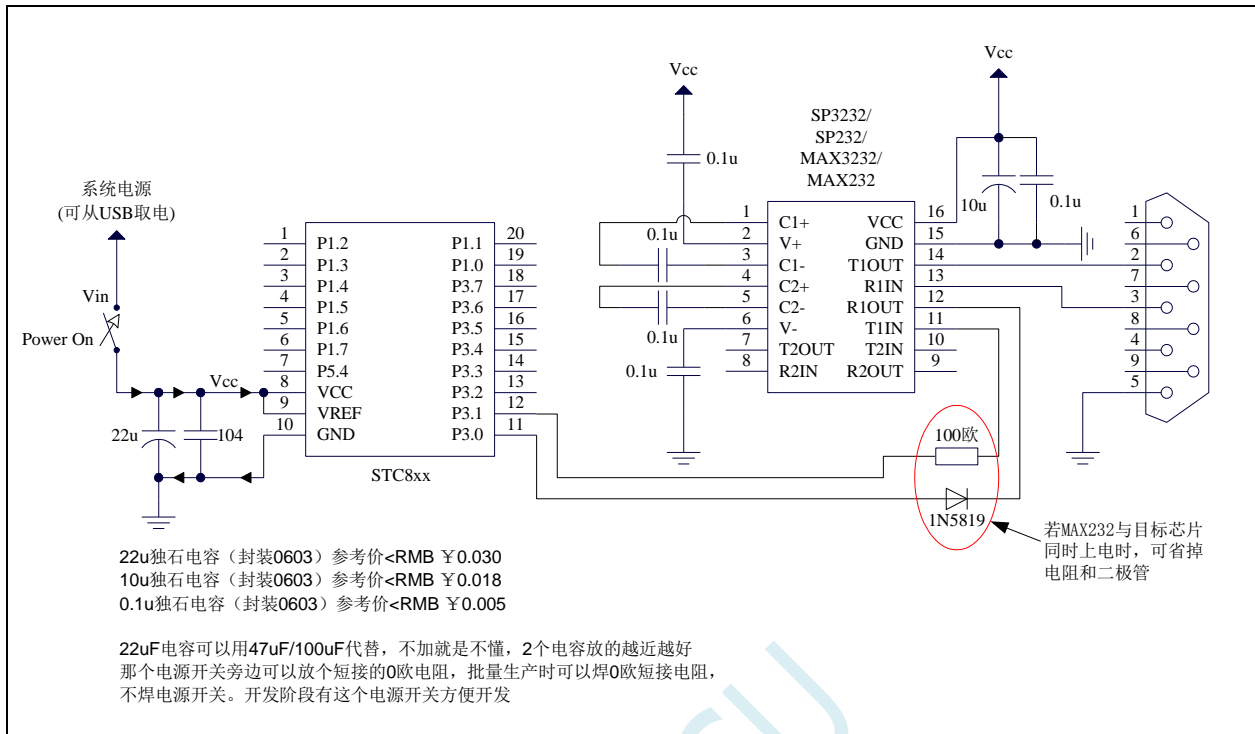 系统电源
(可从USB取电)
Vin
Power On
Vcc
22u
104
1
P1.2
2
P1.3
3
P1.4
4
P1.5
5
P1.6
6
P1.7
7
P5.4
8
VCC
9
VREF
10
GND
P1.1
20
P1.0
19
P3.7
18
P3.6
17
P3.5
16
P3.4
15
P3.3
14
P3.2
13
P3.1
12
P3.0
11
STC8xx
Vcc
0.1u
0.1u
0.1u
0.1u
SP3232/
SP232/
MAX3232/
MAX232
1
C1+
2
V+
3
C1-
4
C2+
5
C2-
6
V-
7
T2OUT
8
R2IN
VCC
16
GND
15
T1OUT
14
R1IN
13
R1OUT
12
T1IN
11
T2IN
10
R2OUT
9
Vcc
10u
0.1u
1
6
2
7
3
8
4
9
5
100欧
1N5819
若MAX232与目标芯片
同时上电时，可省掉
电阻和二极管
22u独石电容（封装0603）参考价<RMB ￥0.030
10u独石电容（封装0603）参考价<RMB ￥0.018
0.1u独石电容（封装0603）参考价<RMB ￥0.005
22uF电容可以用47uF/100uF代替，不加就是不懂，2个电容放的越近越好
那个电源开关旁边可以放个短接的0欧电阻，批量生产时可以焊0欧短接电阻，
不焊电源开关。开发阶段有这个电源开关方便开发